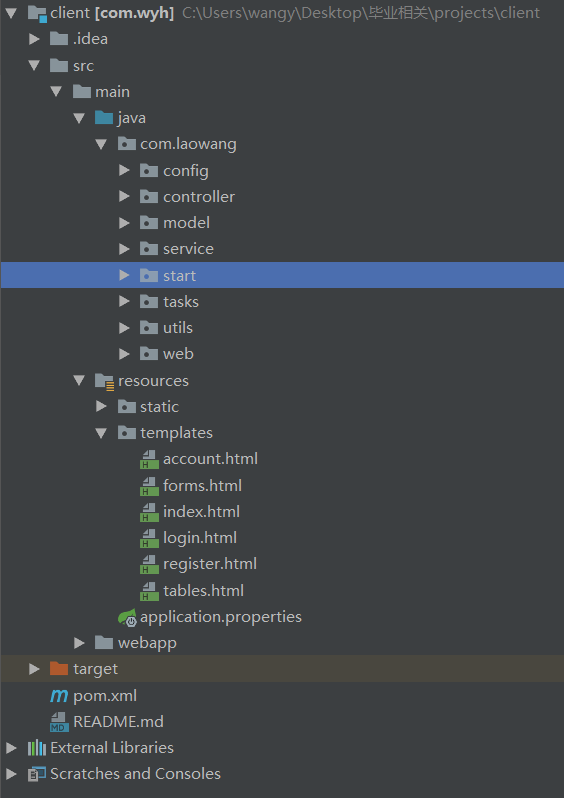 client [com.wyh] C:\Users\wangy\Desktop\毕业相关\projects\client
.idea
src
main
java
com.laowang
config
controller
model
service
start
tasks
utils
web
resources
static
templates
account.html
forms.html
index.html
login.html
register.html
tables.html
application.properties
webapp
target
pom.xml
README.md
External Libraries
Scratches and Consoles